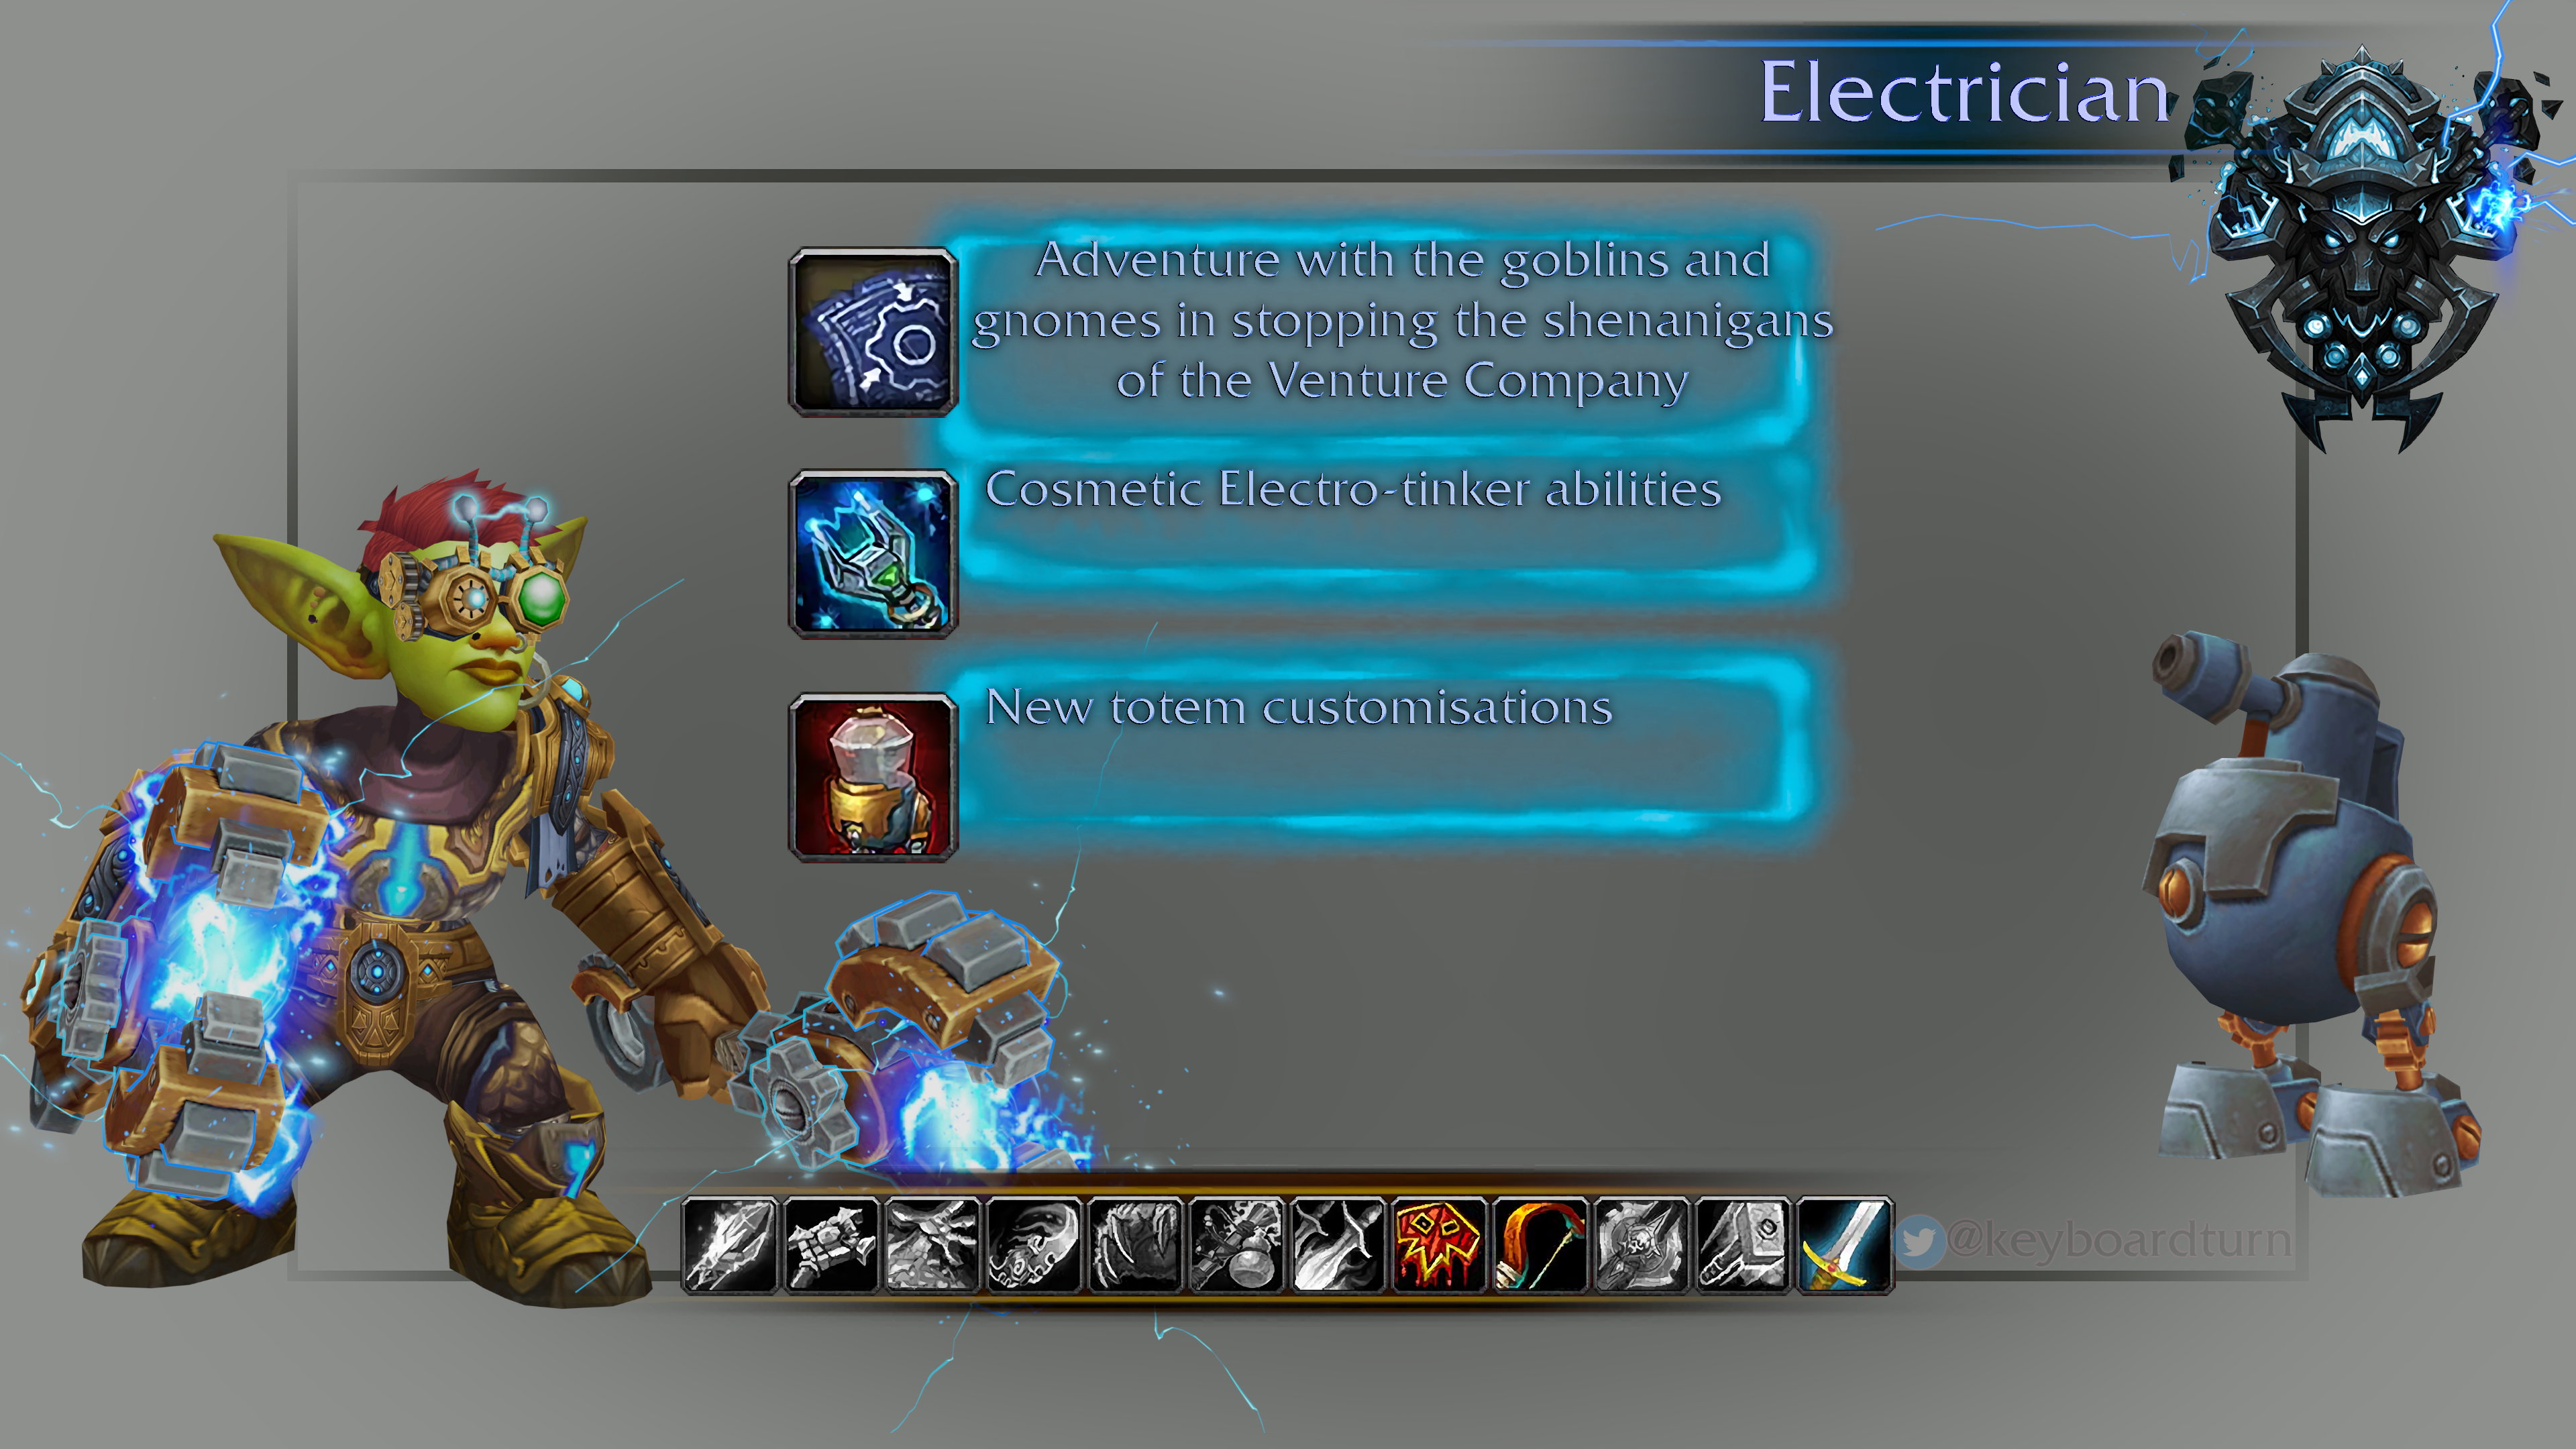 Electrician
Adventure with the goblins and
gnomes in stopping the shenanigans
of the Venture Company
Cosmetic Electro-tinker abilities
New totem customisations
@keyboardturn